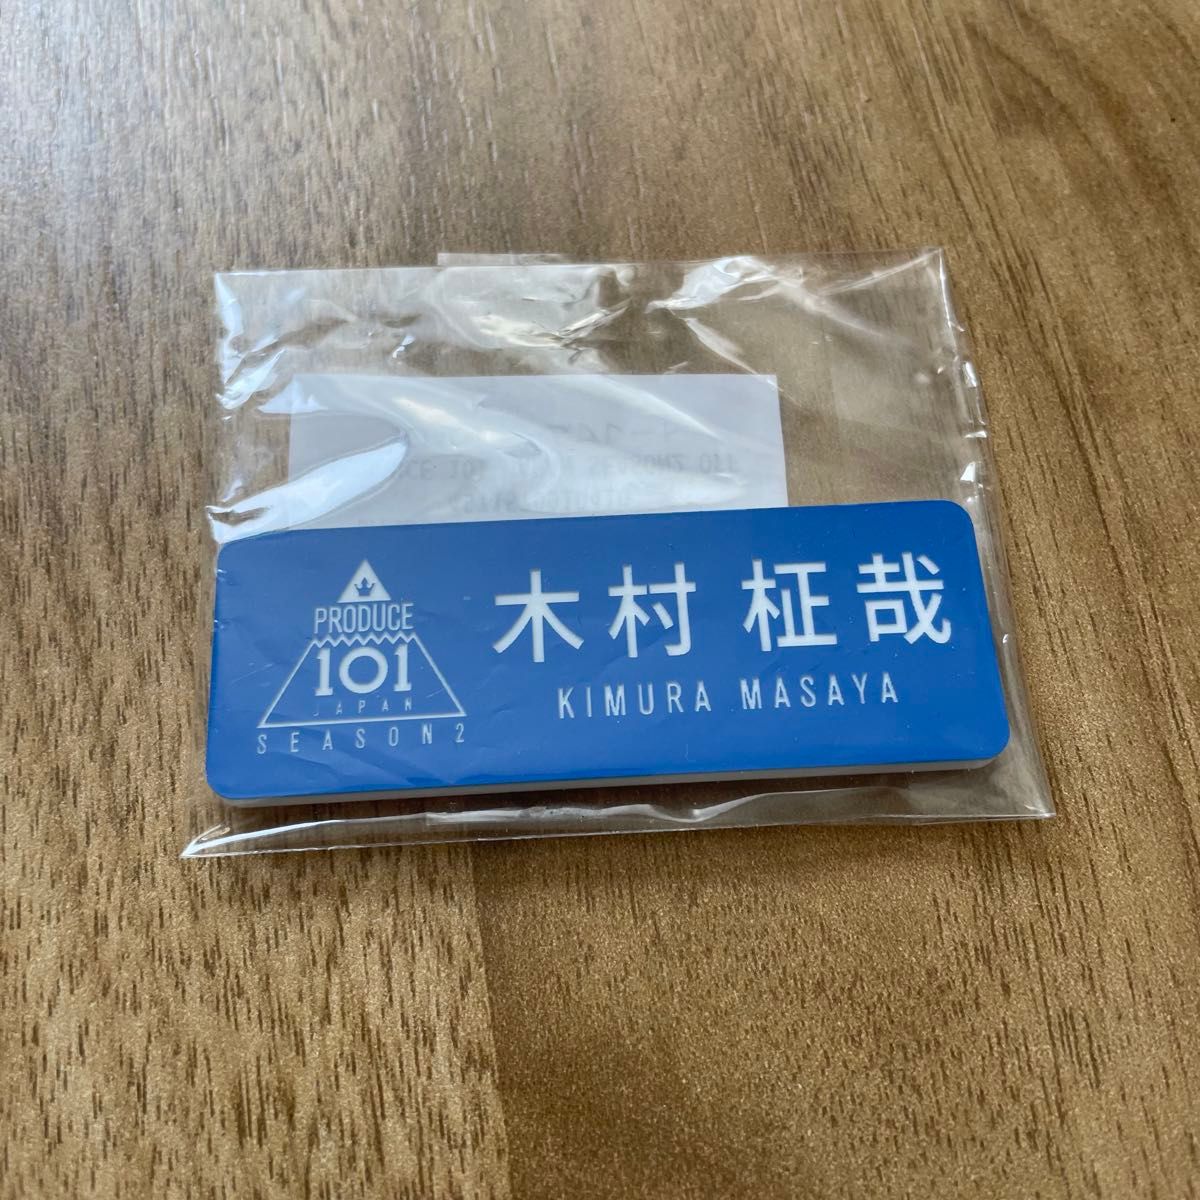 PRODUCE
101
JAPAN
SEASON2
木村 柾哉
KIMURA MASAYA